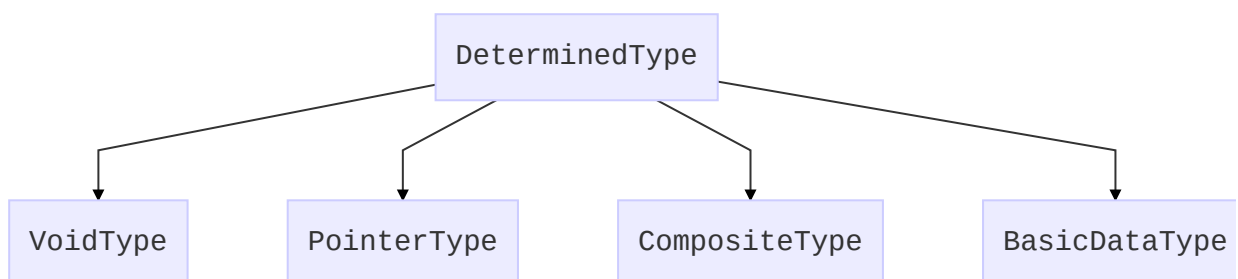 DeterminedType
VoidType
PointerType
CompositeType
BasicDataType